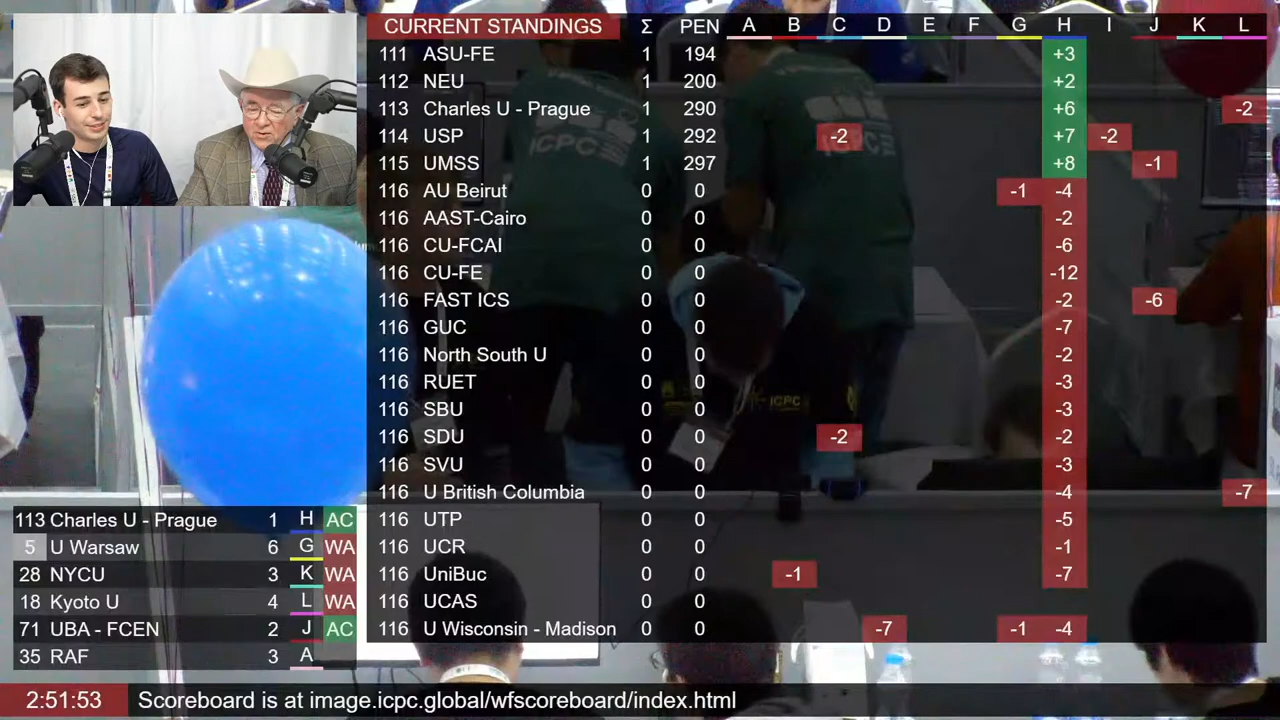 CURRENT STANDINGS Σ PEN A B C D E F G H I J K L
111 ASU-FE 1 194 +3
112 NEU 1 200 +2
113 Charles U - Prague 1 290 +6 -2
114 USP 1 292 -2 +7 -2
115 UMSS 1 297 +8 -1
116 AU Beirut 0 0 -1 -4
116 AAST-Cairo 0 0 -2
116 CU-FCAI 0 0 -6
116 CU-FE 0 0 -12
116 FAST ICS 0 0 -2 -6
116 GUC 0 0 -7
116 North South U 0 0 -2
116 RUET 0 0 -3
116 SBU 0 0 -3
116 SDU 0 0 -2 -2
116 SVU 0 0 -3
116 U British Columbia 0 0 -4 -7
116 UTP 0 0 -5
116 UCR 0 0 -1
116 UniBuc 0 0 -1 -7
116 UCAS 0 0
116 U Wisconsin - Madison 0 0 -7 -1 -4
ICPC
ICPC
ICPC
113 Charles U - Prague 1 H AC
5 U Warsaw 6 G WA
28 NYCU 3 K WA
18 Kyoto U 4 L WA
71 UBA - FCEN 2 J AC
35 RAF 3 A
2:51:53 Scoreboard is at image.icpc.global/wfscoreboard/index.html